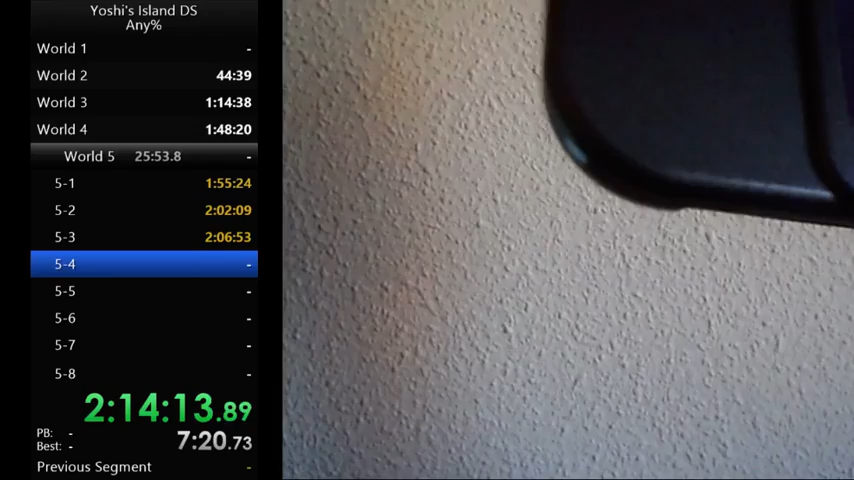 Yoshi's Island DS
Any%
World 1 -
World 2 44:39
World 3 1:14:38
World 4 1:48:20
World 5 25:53.8 -
5-1 1:55:24
5-2 2:02:09
5-3 2:06:53
5-4 -
5-5 -
5-6 -
5-7 -
5-8 -
2:14:13.89
PB: - 7:20.73
Best: -
Previous Segment -